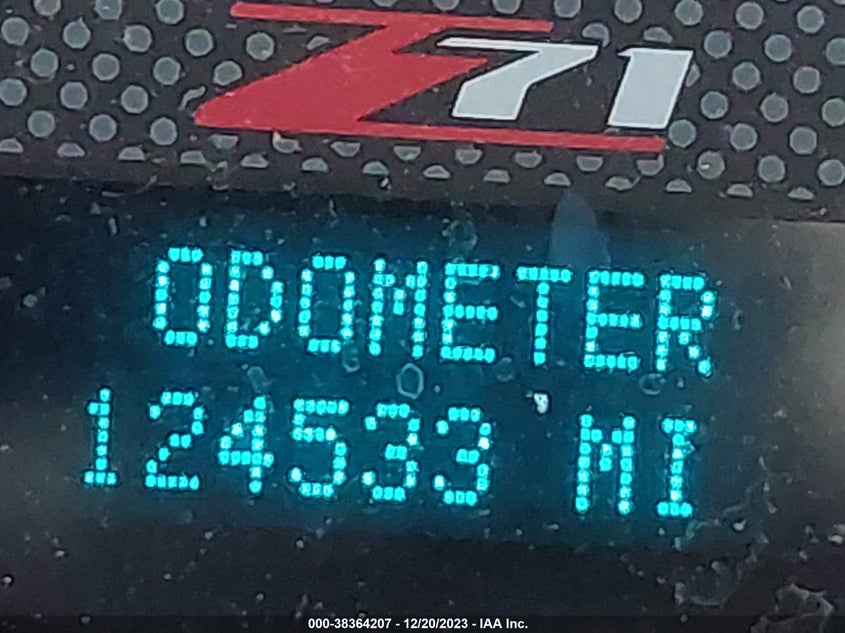 Z71
ODOMETER
124533 MI
000-38364207 - 12/20/2023 - IAA Inc.